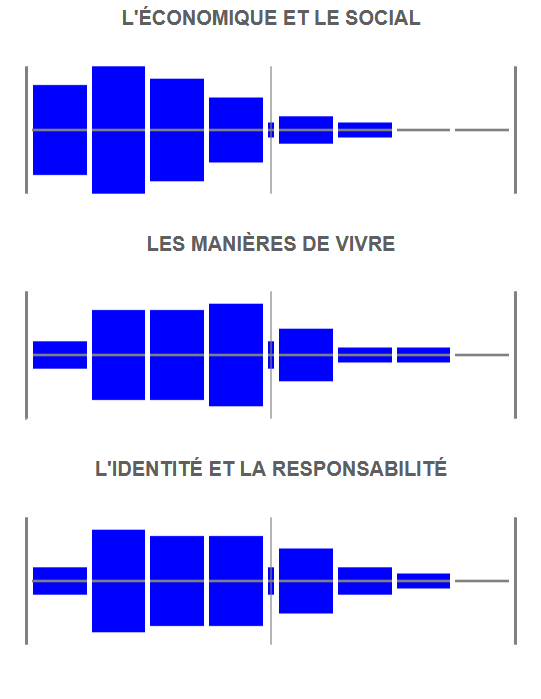 L'ÉCONOMIQUE ET LE SOCIAL
LES MANIÈRES DE VIVRE
L'IDENTITÉ ET LA RESPONSABILITÉ